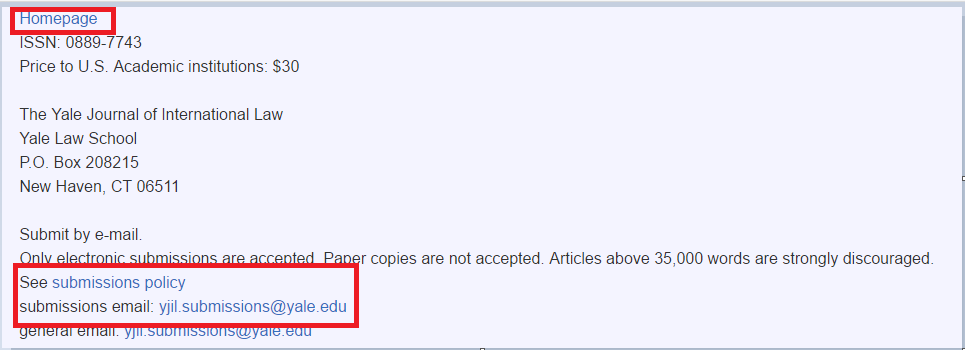 Homepage
ISSN: 0889-7743
Price to U.S. Academic institutions: $30
The Yale Journal of International Law
Yale Law School
P.O. Box 208215
New Haven, CT 06511
Submit by e-mail.
Only electronic submissions are accepted. Paper copies are not accepted. Articles above 35,000 words are strongly discouraged.
See submissions policy
submissions email: yjil.submissions@yale.edu
general email: yjil.submissions@yale.edu